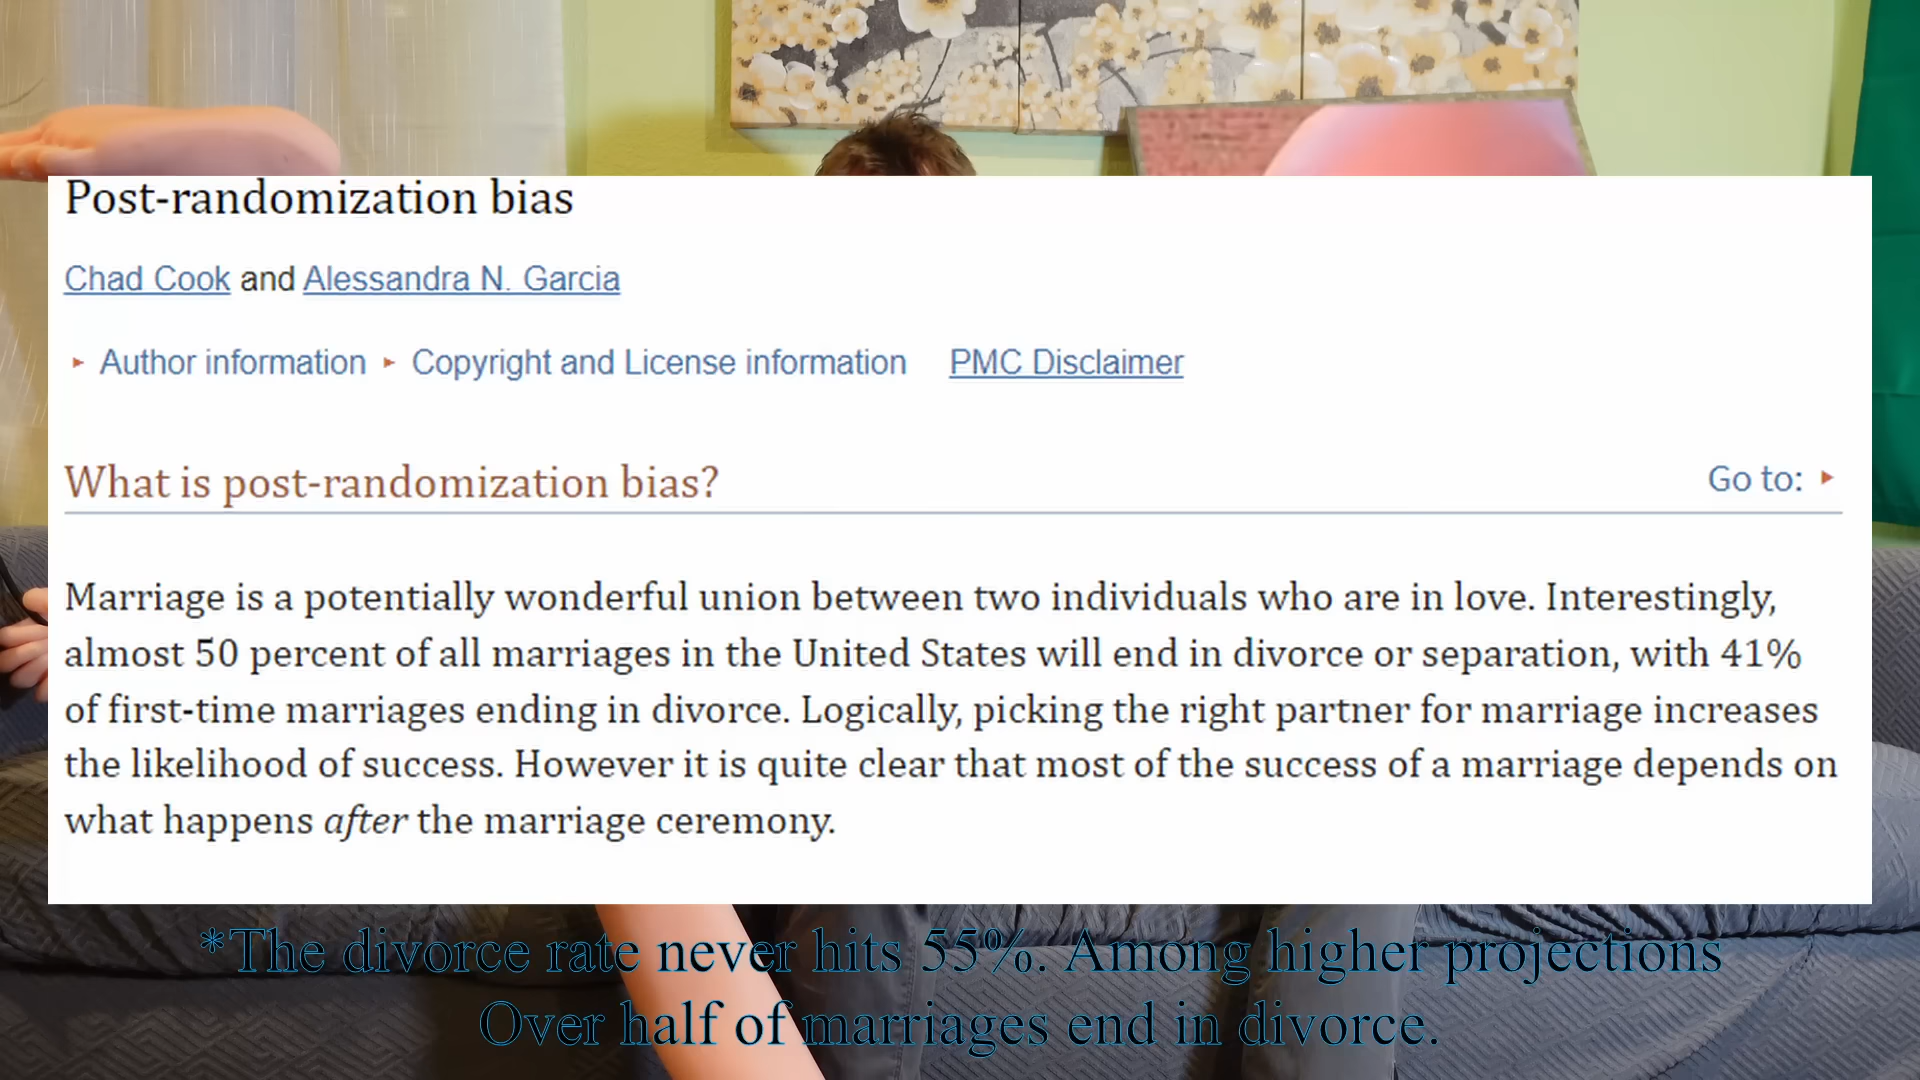 Post-randomization bias
Chad Cook and Alessandra N. Garcia
Author information Copyright and License information PMC Disclaimer
What is post-randomization bias?
Go to:
Marriage is a potentially wonderful union between two individuals who are in love. Interestingly,
almost 50 percent of all marriages in the United States will end in divorce or separation, with 41%
of first-time marriages ending in divorce. Logically, picking the right partner for marriage increases
the likelihood of success. However it is quite clear that most of the success of a marriage depends on
what happens after the marriage ceremony.
*The divorce rate never hits 55%. Among higher projections
Over half of marriages end in divorce.